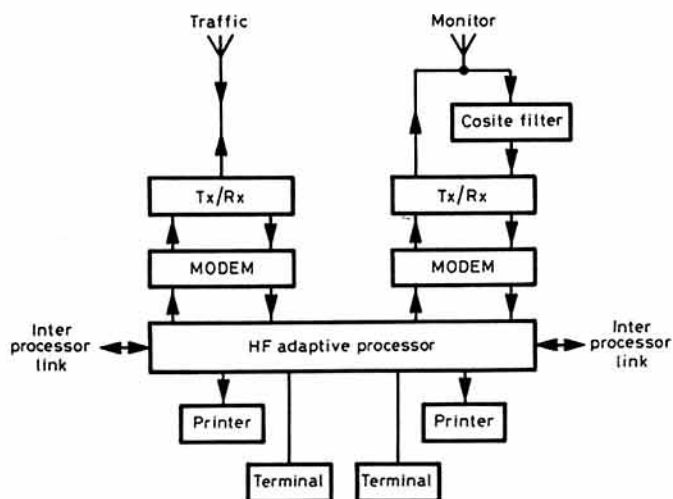 Traffic
Monitor
Cosite filter
Tx/Rx
Tx/Rx
MODEM
MODEM
Inter
processor
link
HF adaptive processor
Inter
processor
link
Printer
Printer
Terminal
Terminal